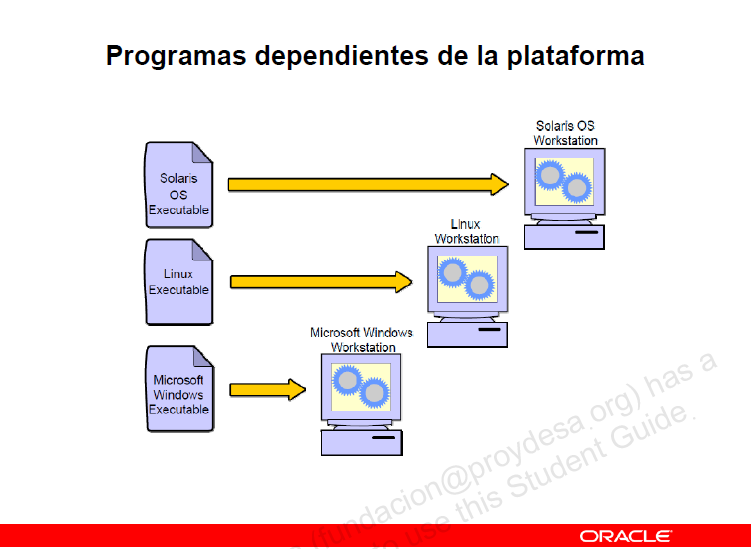 Programas dependientes de la plataforma
Solaris OS
Workstation
Solaris
OS
Executable
Linux
Workstation
Linux
Executable
Microsoft Windows
Workstation
Microsoft
Windows
Executable
(fundacion@proydesa.org) has a
to use this Student Guide.
ORACLE